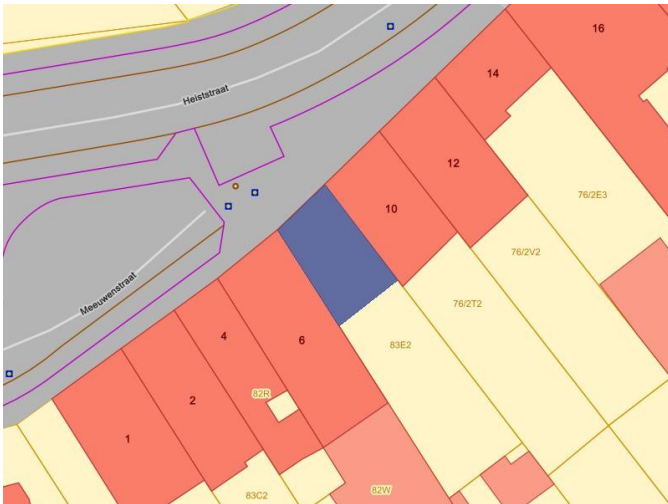 16
14
Heiststraat
12
76/2E3
10
76/2V2
Meeuwenstraat
76/2T2
4
6
83E2
2
82R
1
82W
83C2